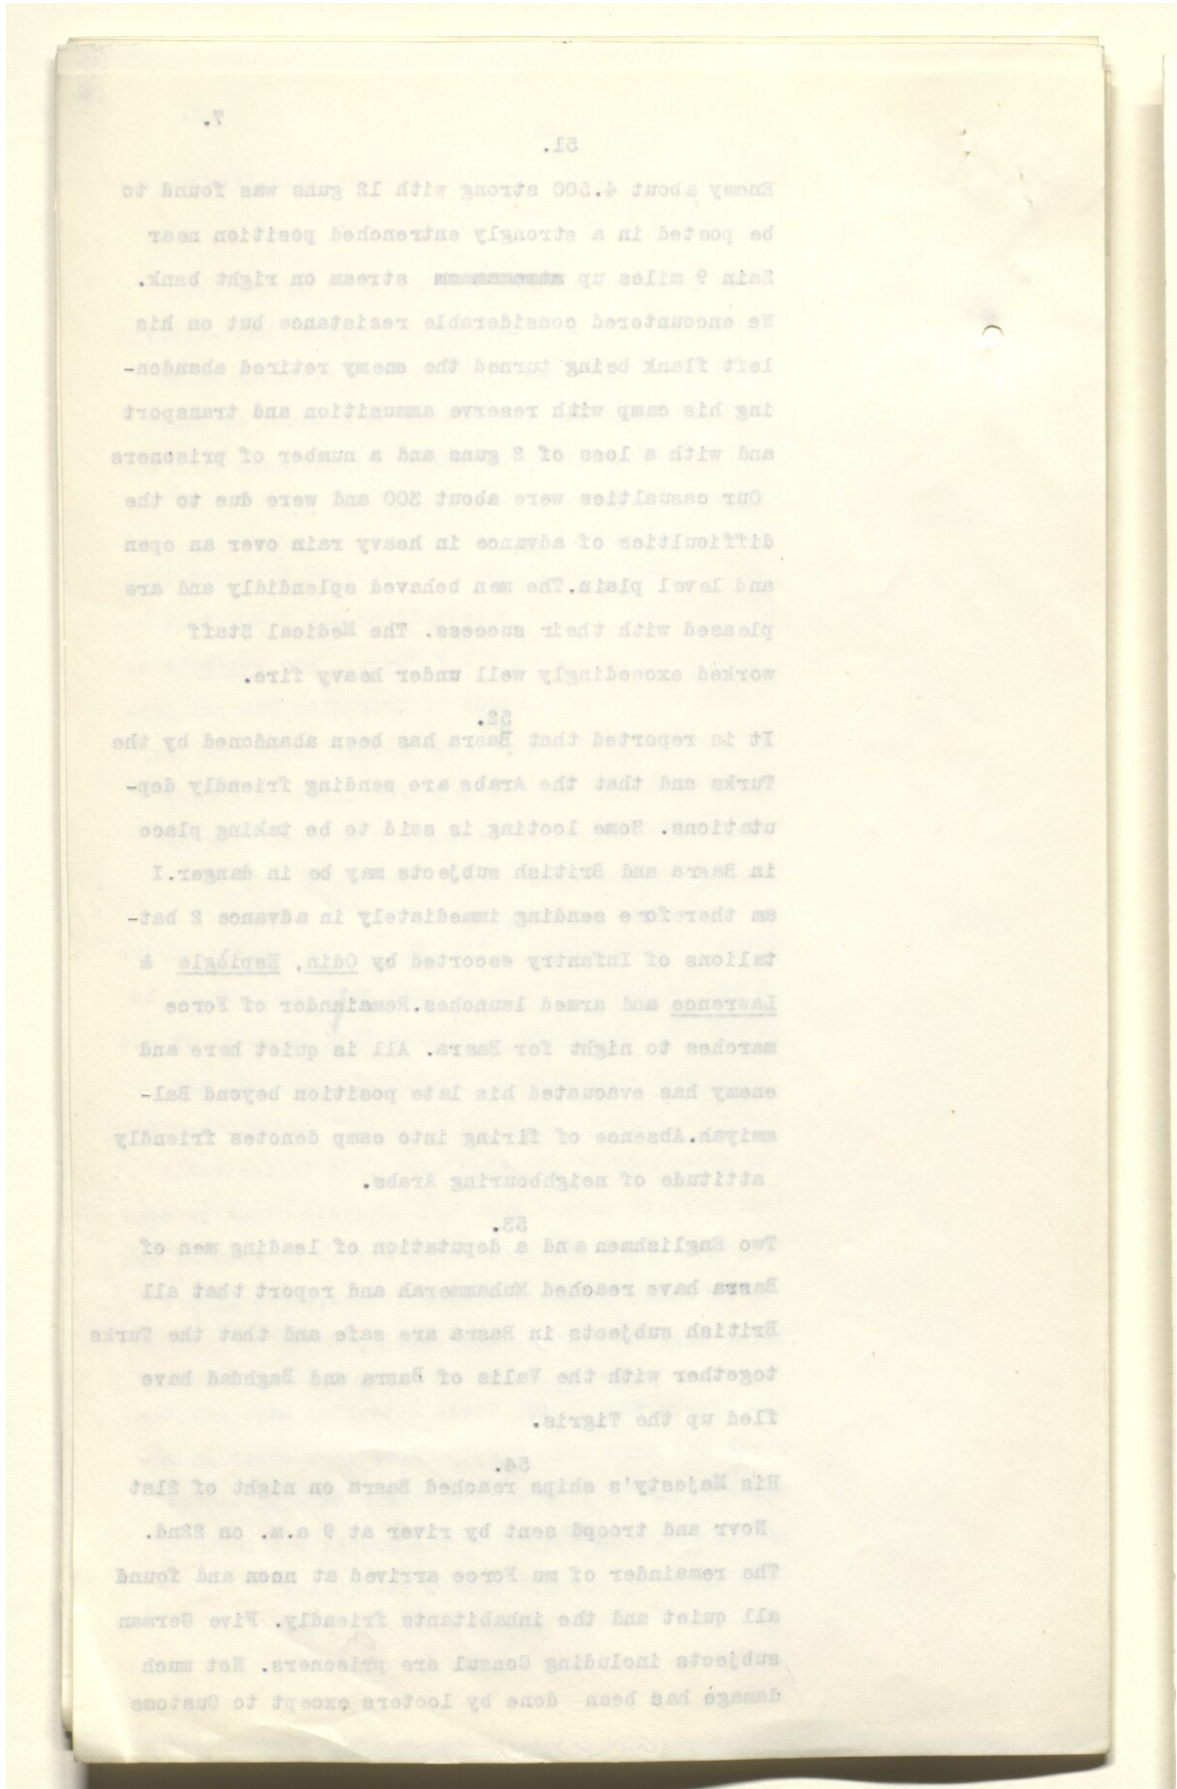 7.
51.
Enemy about 4.500 strong with 12 guns was found to
be posted in a strongly entrenched position near
Zain 9 miles up stream on right bank.
We encountered considerable resistance but on his
left flank being turned the enemy retired abandon-
ing his camp with reserve ammunition and transport
and with a loss of 2 guns and a number of prisoners
Our casualties were about 300 and were due to the
difficulties of advance in heavy rain over an open
and level plain.The men behaved splendidly and are
pleased with their success. The Medical Staff
worked exceedingly well under heavy fire.
52.
It is reported that Basra has been abandoned by the
Turks and that the Arabs are sending friendly dep-
utations. Some looting is said to be taking place
in Basra and British subjects may be in danger.I
am therefore sending immediately in advance 2 bat-
talions of Infantry escorted by Odin, Espiègle &
Lawrence and armed launches.Remainder of Force
marches to night for Basra. All is quiet here and
enemy has evacuated his late position beyond Bal-
amiyah.Absence of firing into camp denotes friendly
attitude of neighbouring Arabs.
53.
Two Englishmen and a deputation of leading men of
Basra have reached Muhammerah and report that all
British subjects in Basra are safe and that the Turks
together with the Valis of Basra and Baghdad have
fled up the Tigris.
54.
His Majesty's ships reached Basra on night of 21st
Novr and troopd sent by river at 9 a.m. on 22nd.
The remainder of mu Force arrived at noon and found
all quiet and the inhabitants friendly. Five German
subjects including Consul are prisoners. Not much
damage has been done by looters except to Customs